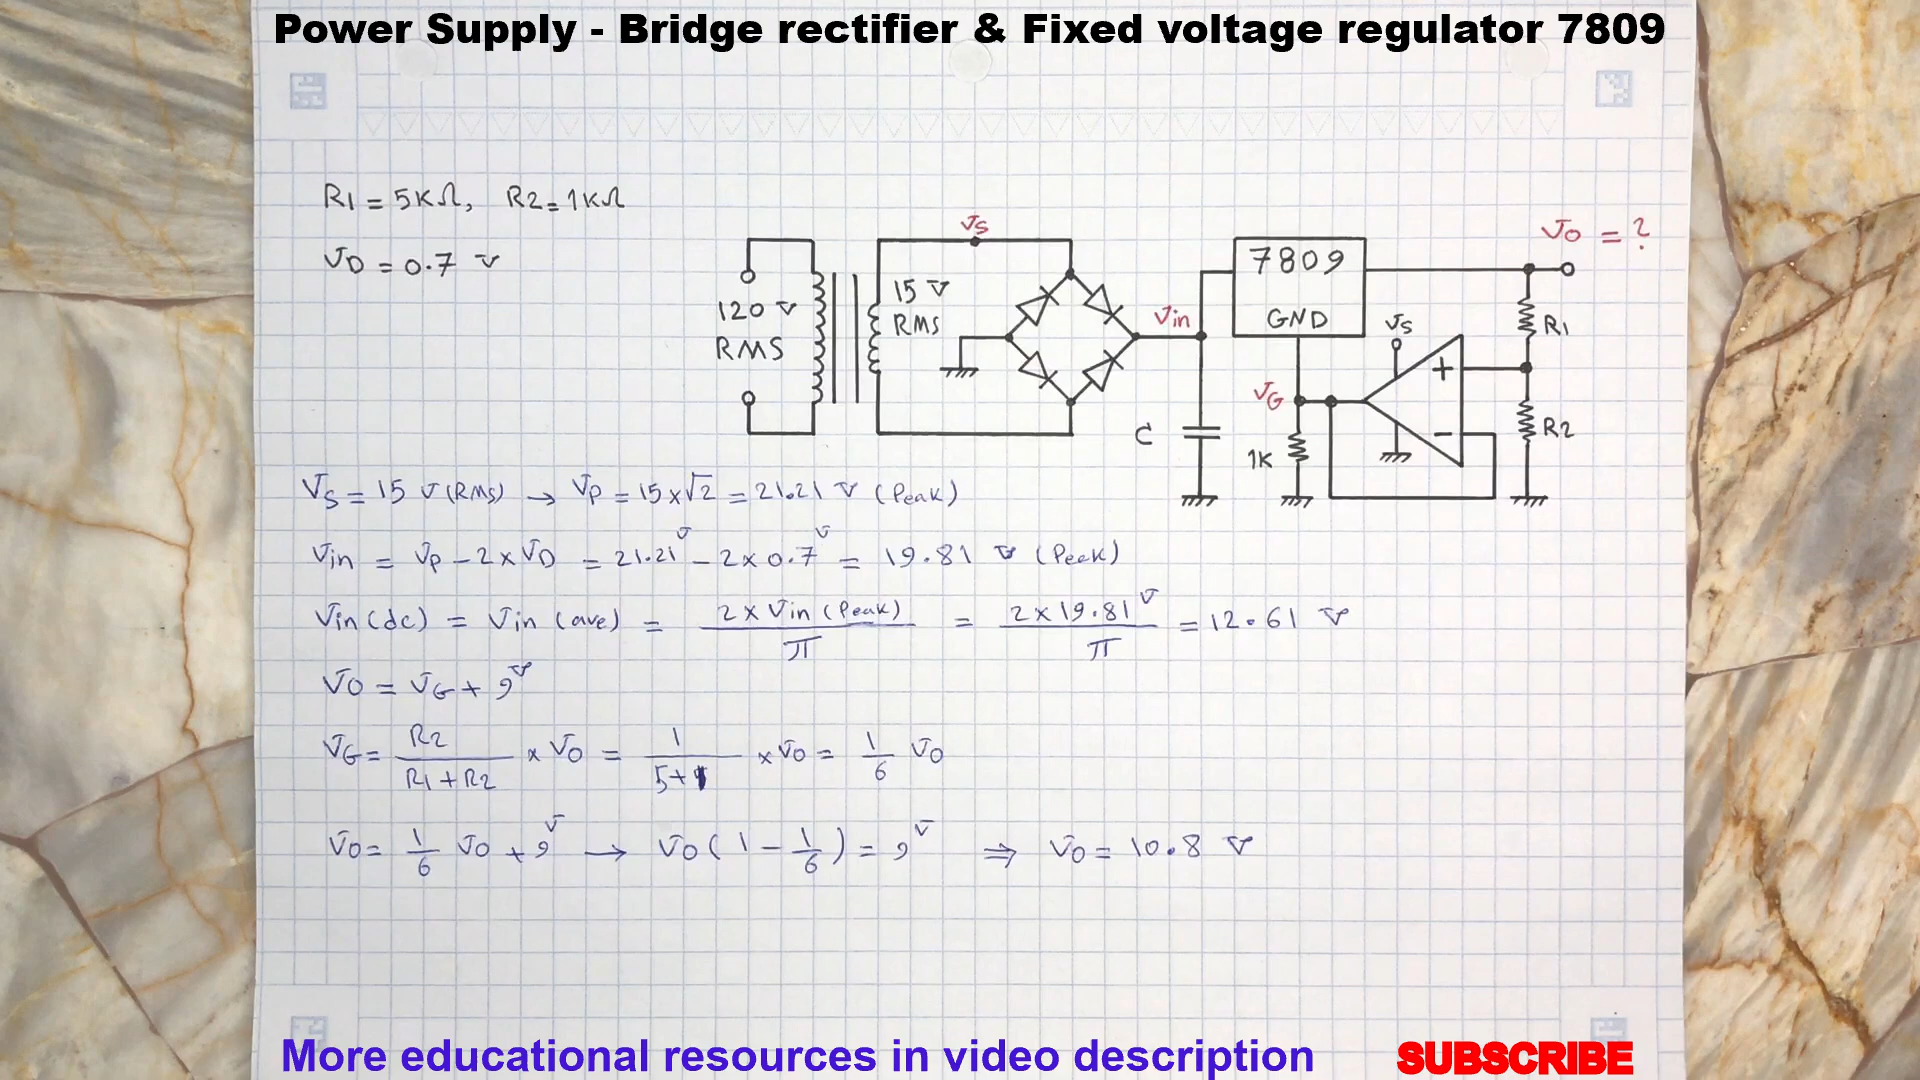 Power Supply - Bridge rectifier & Fixed voltage regulator 7809
R1 = 5KΩ, R2 = 1KΩ
VD = 0.7 V
120 V
RMS
VS
15 V
RMS
Vin
C
7809
GND
VG
1K
VS
+
-
Vo = ?
R1
R2
VS = 15 V (RMS) → VP = 15 x √2 = 21.21 V (Peak)
Vin = VP - 2 x VD = 21.21 V - 2 x 0.7 V = 19.81 V (Peak)
Vin (dc) = Vin (ave) = 2 x Vin (Peak) / π = 2 x 19.81 V / π = 12.61 V
Vo = VG + 9 V
VG = R2 / R1 + R2 x Vo = 1 / 5+1 x Vo = 1/6 Vo
Vo = 1/6 Vo + 9 V → Vo ( 1 - 1/6 ) = 9 V ⇒ Vo = 10.8 V
More educational resources in video description
SUBSCRIBE